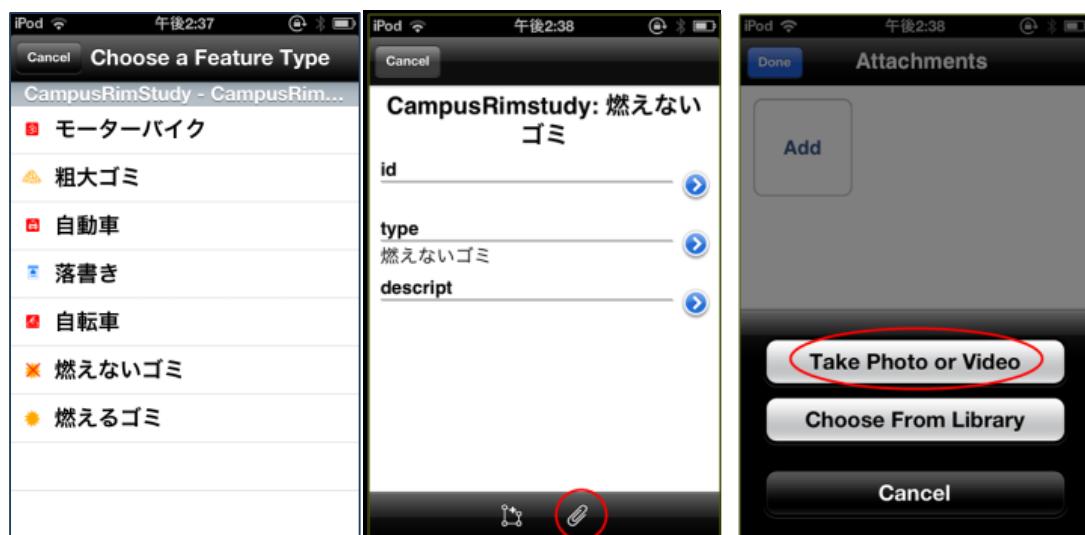 iPod 午後2:37
Cancel Choose a Feature Type
CampusRimStudy - CampusRim...
モーターバイク
粗大ゴミ
自動車
落書き
自転車
燃えないゴミ
燃えるゴミ
iPod 午後2:38
Cancel
CampusRimstudy: 燃えない
ゴミ
id
type
燃えないゴミ
descript
iPod 午後2:38
Done Attachments
Add
Take Photo or Video
Choose From Library
Cancel